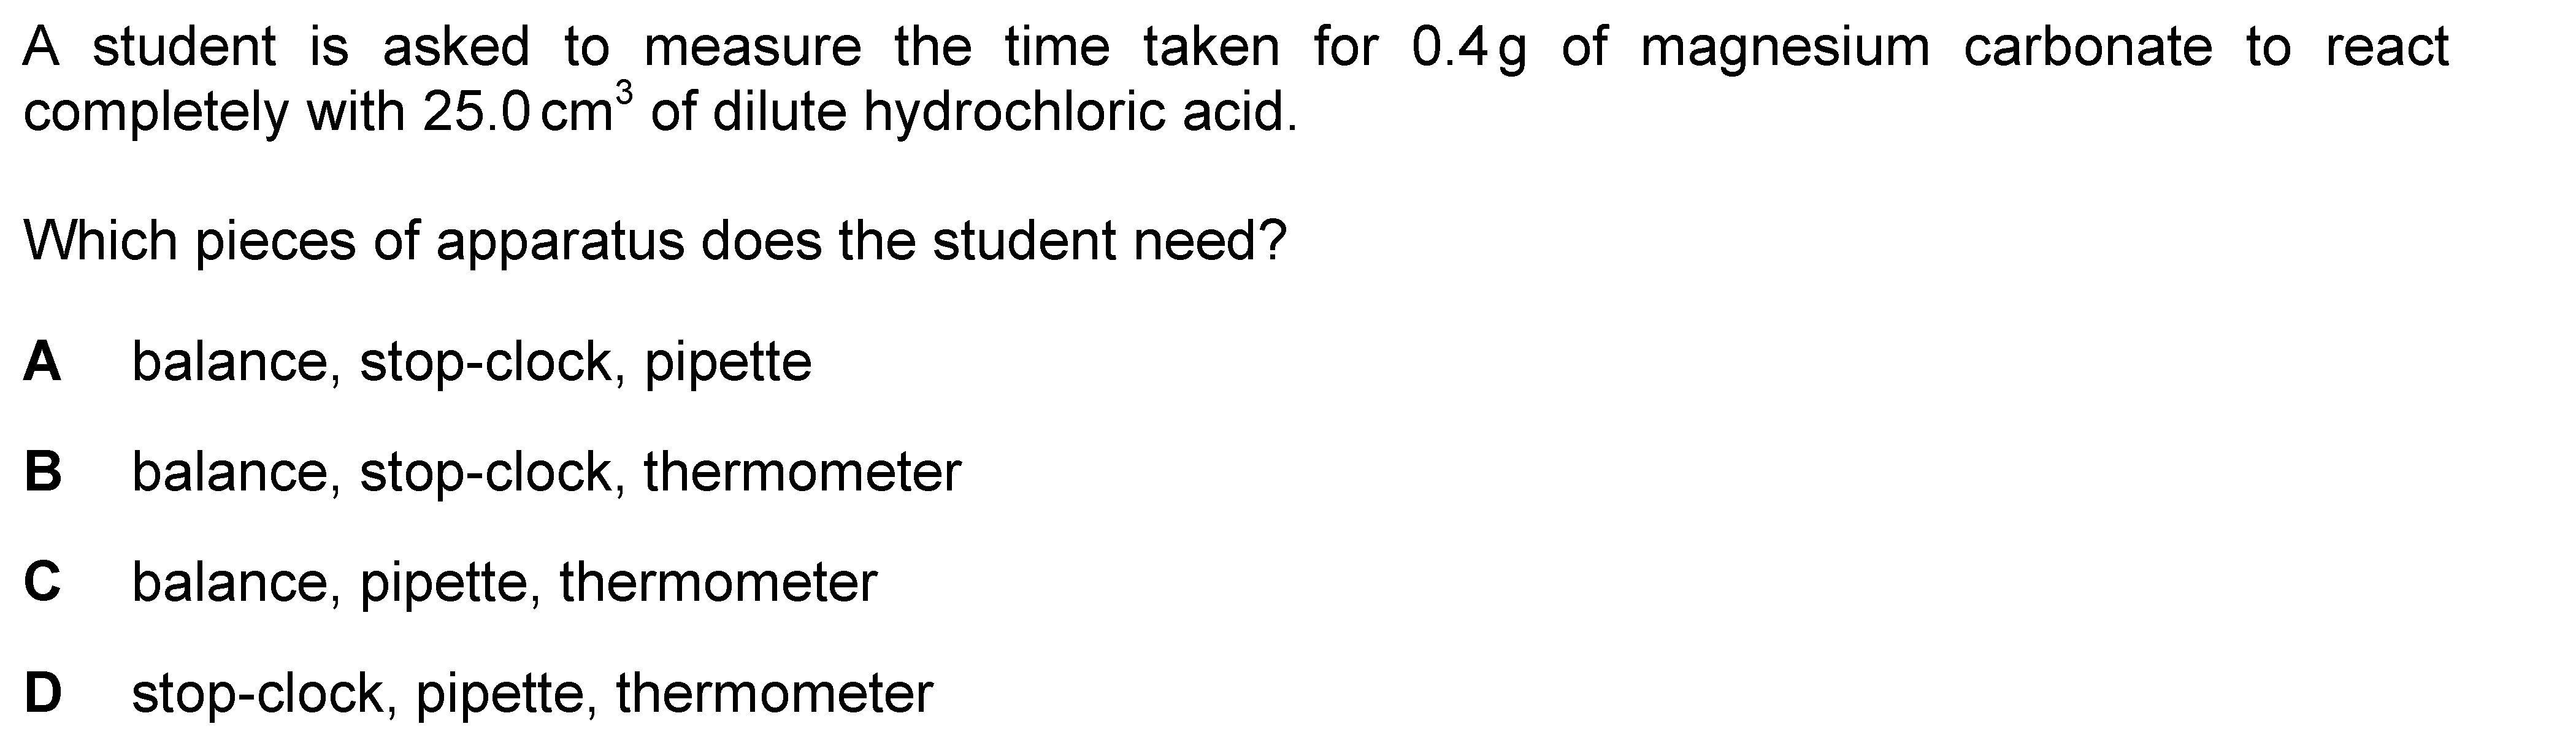 A student is asked to measure the time taken for 0.4 g of magnesium carbonate to react
completely with 25.0 cm³ of dilute hydrochloric acid.
Which pieces of apparatus does the student need?
A balance, stop-clock, pipette
B balance, stop-clock, thermometer
C balance, pipette, thermometer
D stop-clock, pipette, thermometer